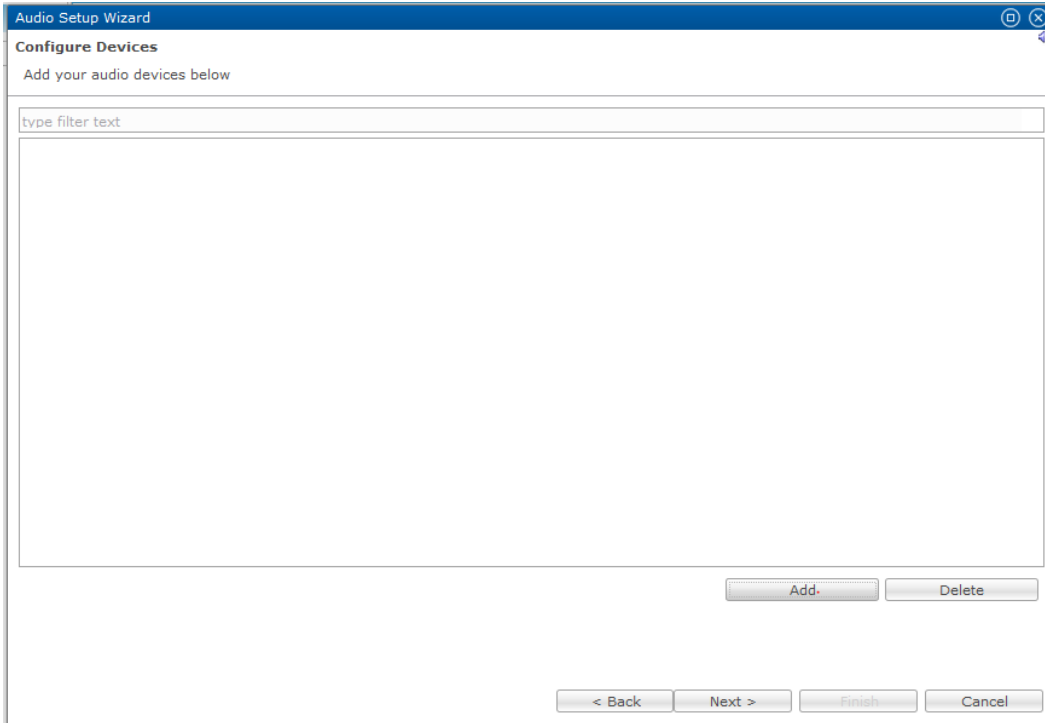 Audio Setup Wizard
Configure Devices
Add your audio devices below
type filter text
Add
Delete
< Back
Next >
Finish
Cancel